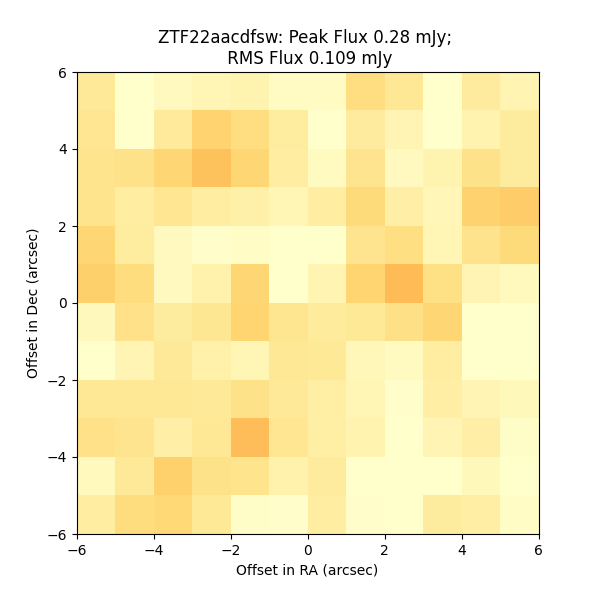 ZTF22aacdfsw: Peak Flux 0.28 mJy;
RMS Flux 0.109 mJy
6
4
2
0
−2
−4
−6
Offset in Dec (arcsec)
−6 −4 −2 0 2 4 6
Offset in RA (arcsec)